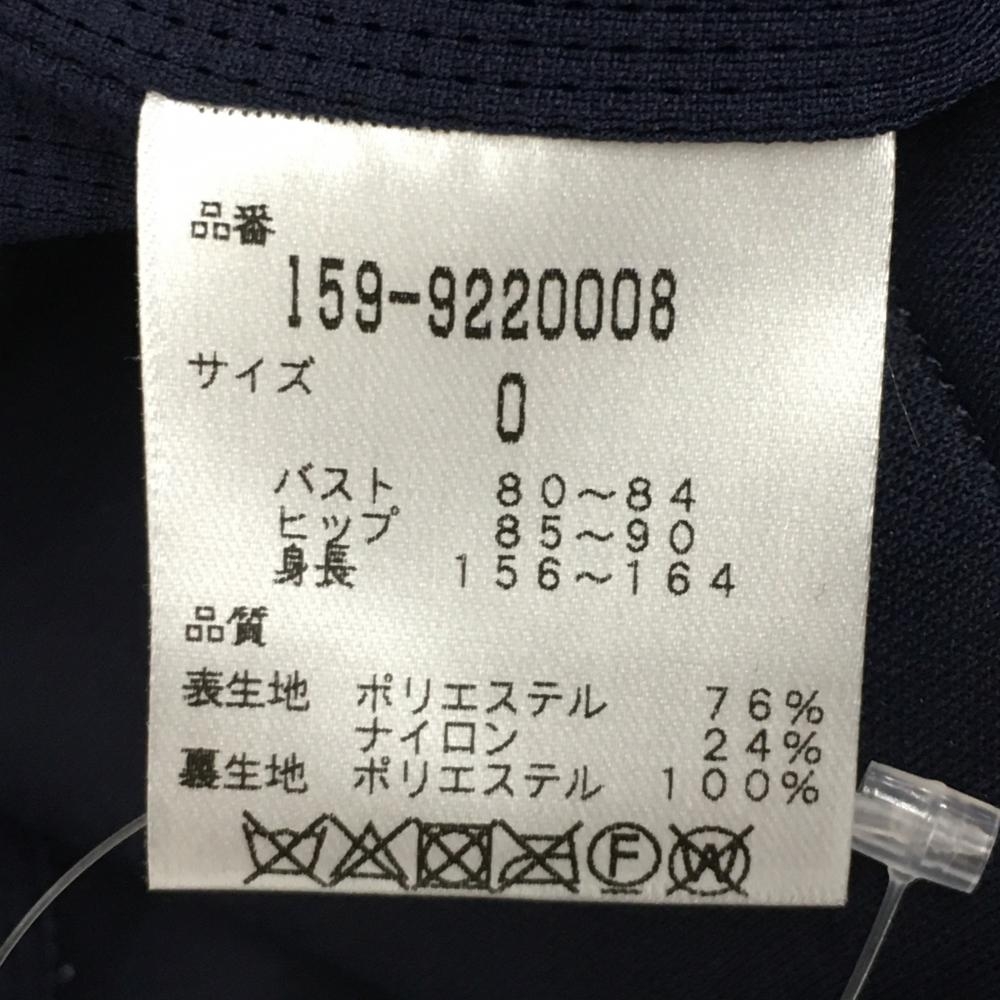 品番
159-9220008
サイズ
0
バスト 80〜84
ヒップ 85〜90
身長 156〜164
品質
表生地 ポリエステル 76%
ナイロン 24%
裏生地 ポリエステル 100%
F W